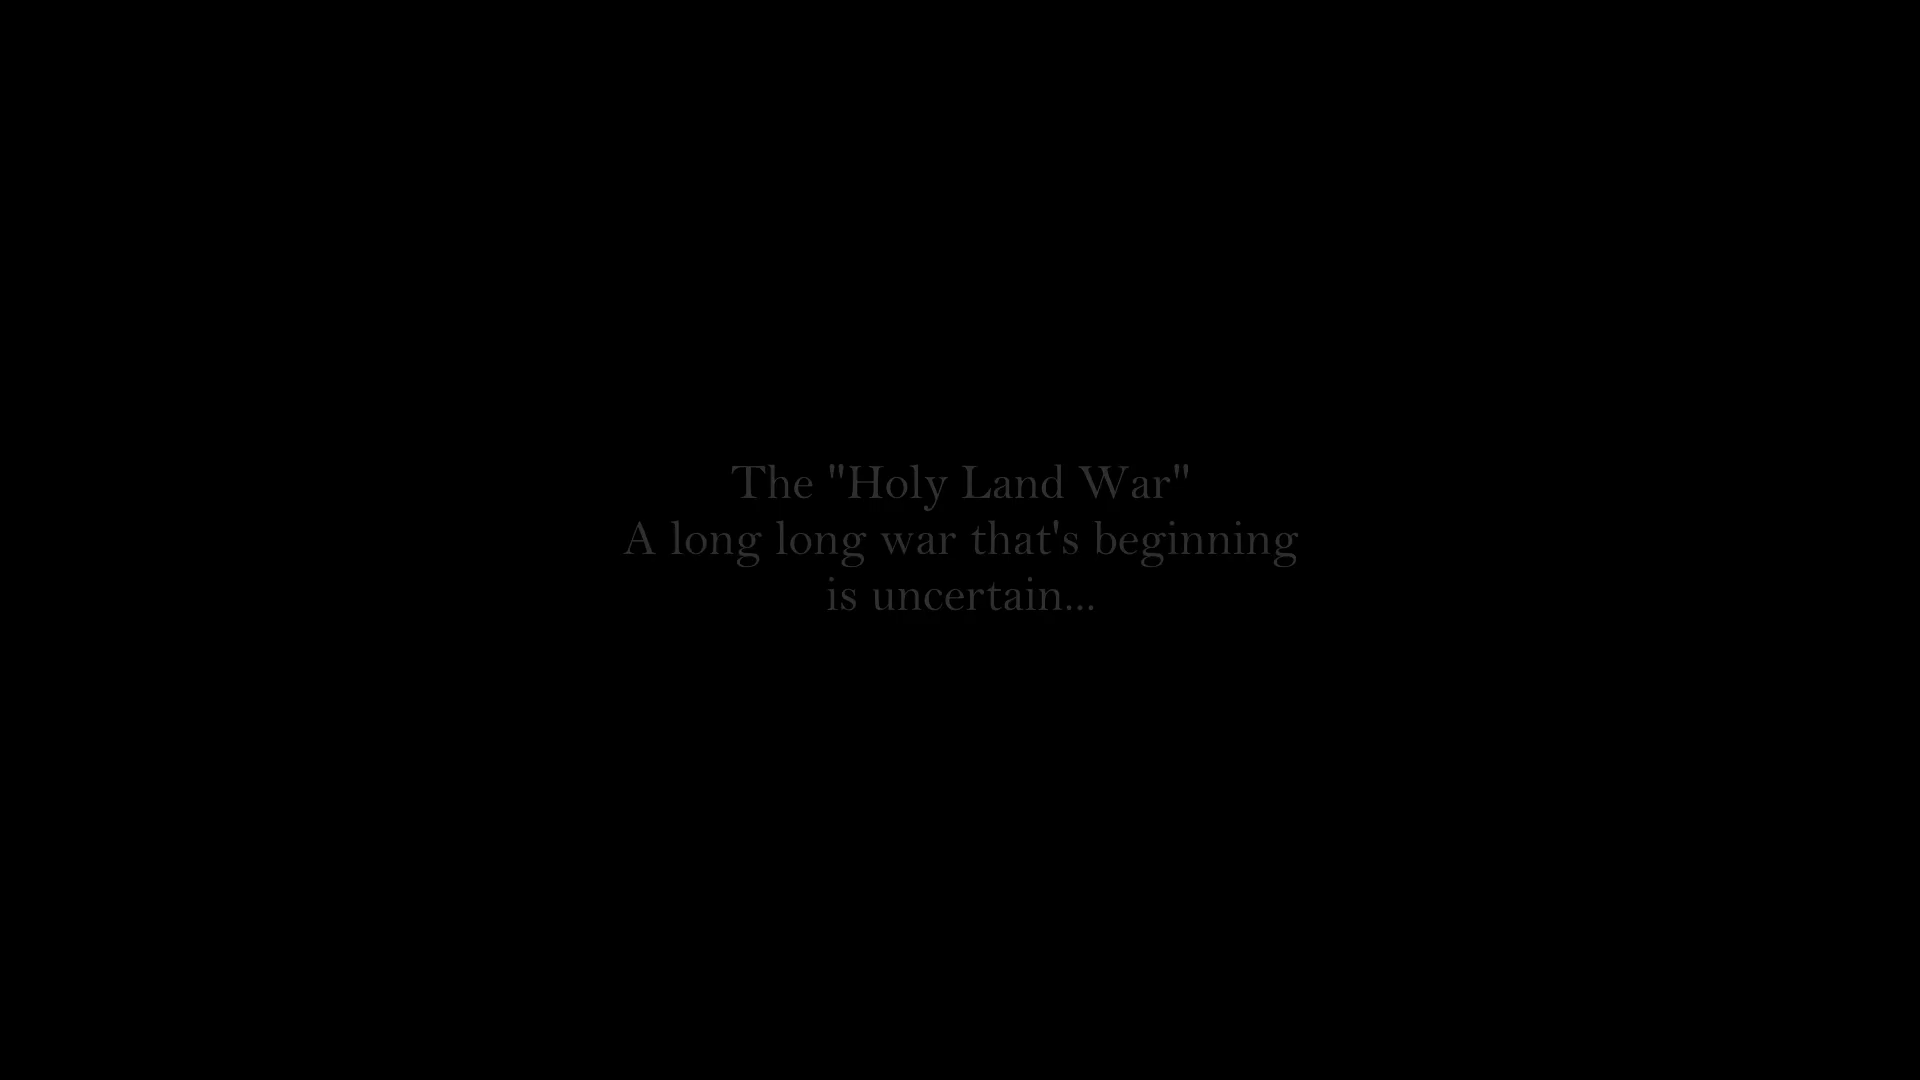 The "Holy Land War"
A long long war that's beginning
is uncertain...